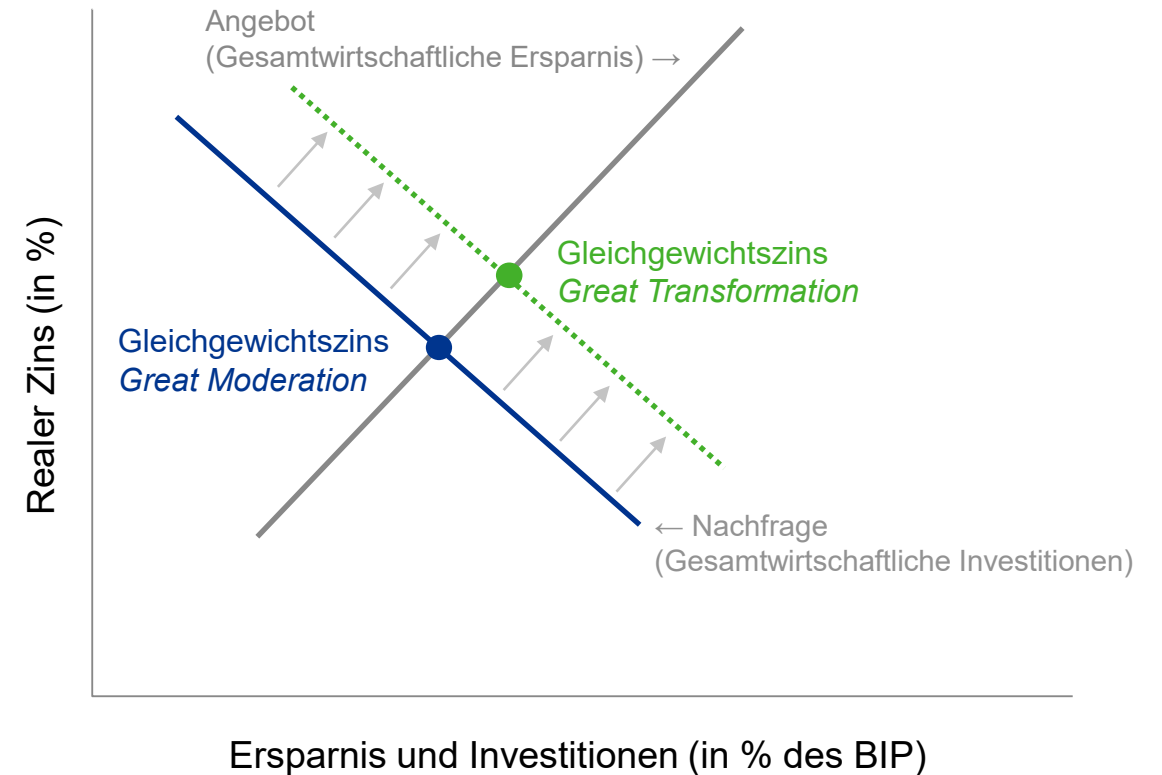 Angebot
(Gesamtwirtschaftliche Ersparnis) →
Gleichgewichtszins
Great Transformation
Gleichgewichtszins
Great Moderation
Realer Zins (in %)
← Nachfrage
(Gesamtwirtschaftliche Investitionen)
Ersparnis und Investitionen (in % des BIP)